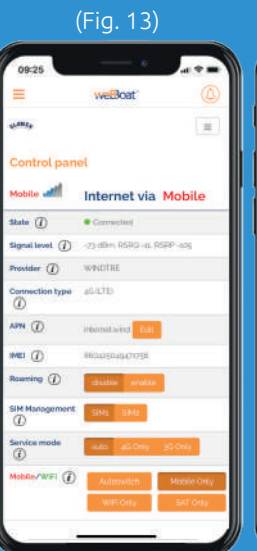 (Fig. 13)
09:25
weBBoat
GLOMEX
Control panel
Mobile Internet via Mobile
State i Connected
Signal level i -73 dBm, RSRQ -11, RSRP -105
Provider i WINDTRE
Connection type i 4G (LTE)
APN i internet.wind Edit
IMEI i
Roaming i disable enable
SIM Management i SIM1 SIM2
Service mode i auto 4G Only 3G Only
Mobile/WiFi i Autoswitch Mobile Only
WiFi Only SAT Only